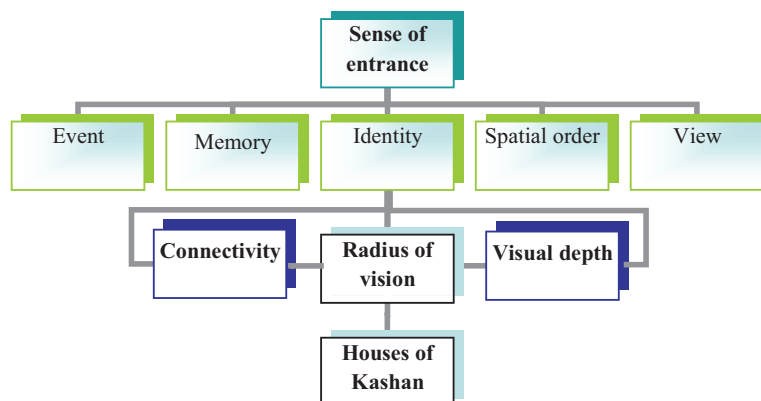 Sense of
entrance
Event
Memory
Identity
Spatial order
View
Connectivity
Radius of
vision
Visual depth
Houses of
Kashan